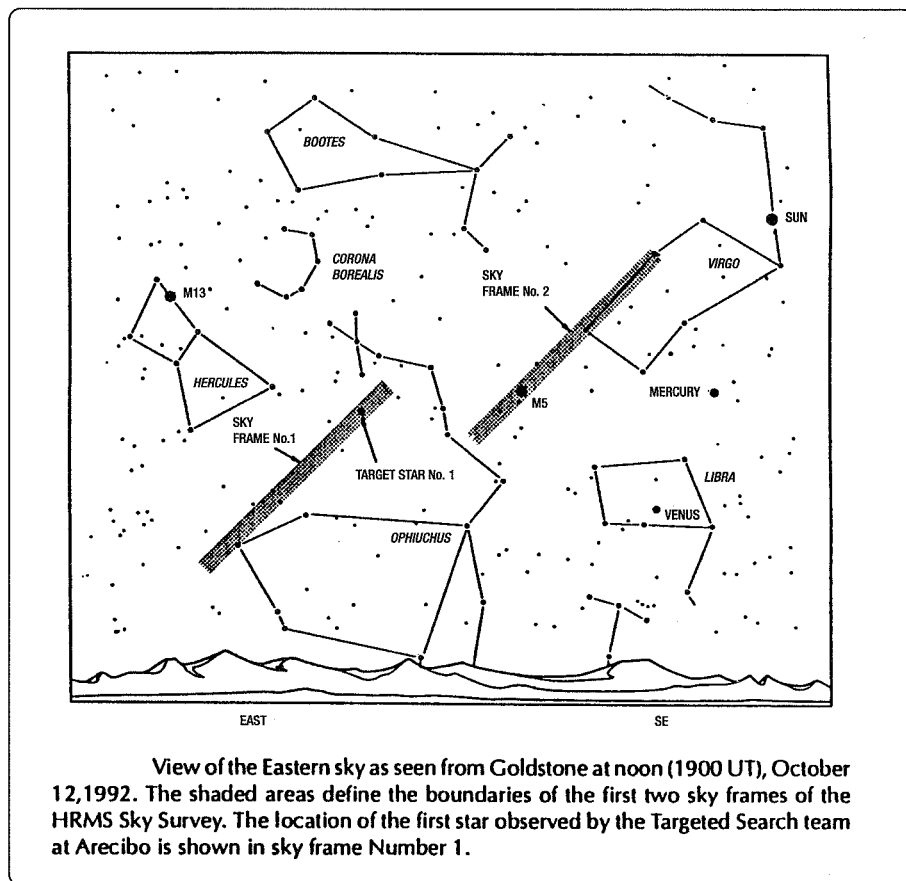 BOOTES
SUN
CORONA
BOREALIS
SKY
FRAME No. 2
VIRGO
M13
HERCULES
MERCURY
M5
SKY
FRAME No.1
TARGET STAR No. 1
LIBRA
VENUS
OPHIUCHUS
EAST
SE
View of the Eastern sky as seen from Goldstone at noon (1900 UT), October
12,1992. The shaded areas define the boundaries of the first two sky frames of the
HRMS Sky Survey. The location of the first star observed by the Targeted Search team
at Arecibo is shown in sky frame Number 1.